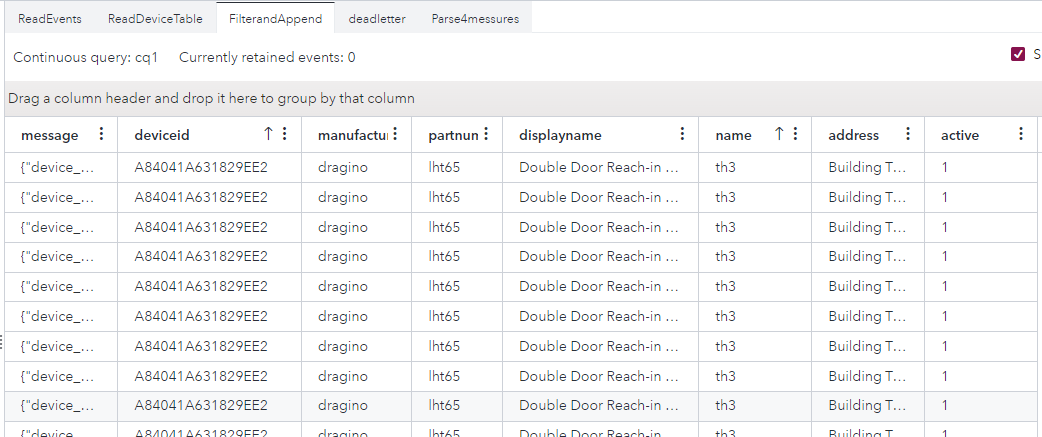 ReadEvents ReadDeviceTable FilterandAppend deadletter Parse4messures
Continuous query: cq1 Currently retained events: 0 S
Drag a column header and drop it here to group by that column
message deviceid manufactu partnun displayname name address active
{"device_... A84041A631829EE2 dragino lht65 Double Door Reach-in ... th3 Building T... 1
{"device_... A84041A631829EE2 dragino lht65 Double Door Reach-in ... th3 Building T... 1
{"device_... A84041A631829EE2 dragino lht65 Double Door Reach-in ... th3 Building T... 1
{"device_... A84041A631829EE2 dragino lht65 Double Door Reach-in ... th3 Building T... 1
{"device_... A84041A631829EE2 dragino lht65 Double Door Reach-in ... th3 Building T... 1
{"device_... A84041A631829EE2 dragino lht65 Double Door Reach-in ... th3 Building T... 1
{"device_... A84041A631829EE2 dragino lht65 Double Door Reach-in ... th3 Building T... 1
{"device_... A84041A631829EE2 dragino lht65 Double Door Reach-in ... th3 Building T... 1
{"device_... A84041A631829EE2 dragino lht65 Double Door Reach-in ... th3 Building T... 1
{"device A84041A631829EE2 dragino lht65 Double Door Reach-in th3 Building T 1